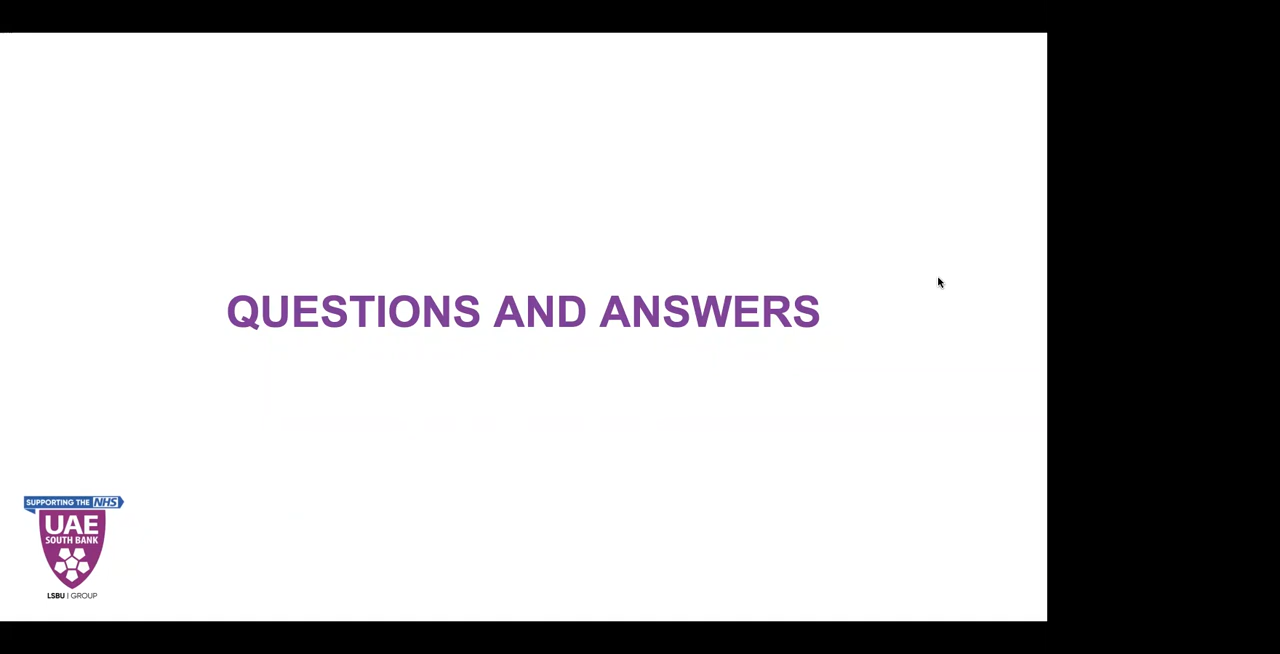 QUESTIONS AND ANSWERS
SUPPORTING THE NHS
UAE
SOUTH BANK
LSBU | GROUP